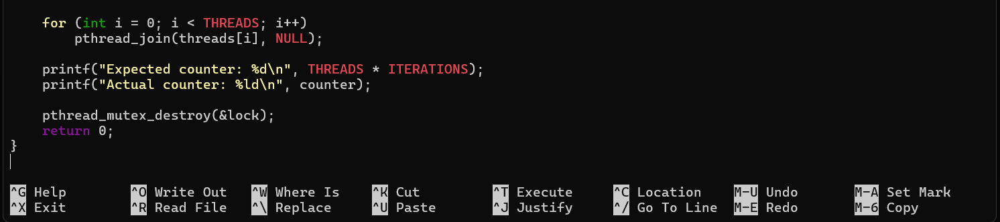 for (int i = 0; i < THREADS; i++)
        pthread_join(threads[i], NULL);

    printf("Expected counter: %d\n", THREADS * ITERATIONS);
    printf("Actual counter: %ld\n", counter);

    pthread_mutex_destroy(&lock);
    return 0;
}

^G Help ^O Write Out ^W Where Is ^K Cut ^T Execute ^C Location M-U Undo M-A Set Mark
^X Exit ^R Read File ^\ Replace ^U Paste ^J Justify ^/ Go To Line M-E Redo M-6 Copy